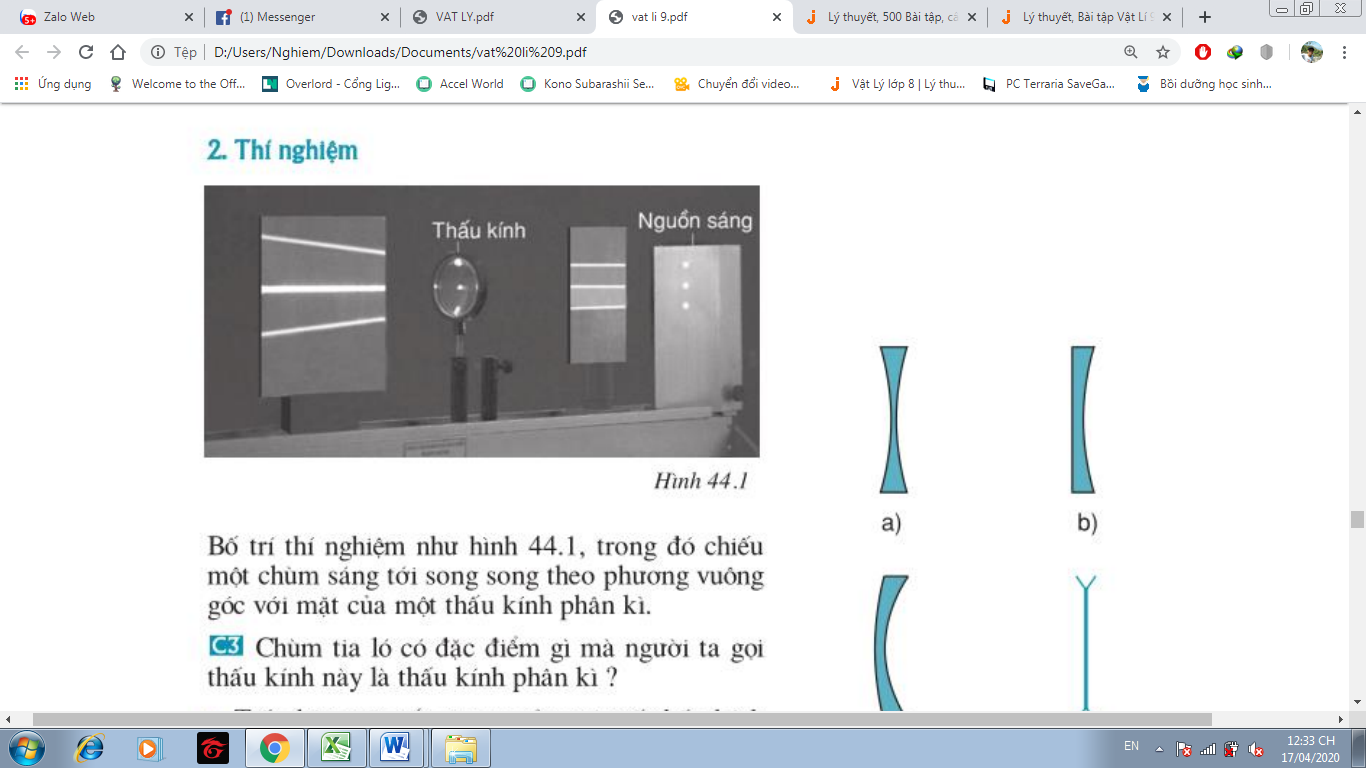 Zalo Web
(1) Messenger
VAT LY.pdf
vat li 9.pdf
Lý thuyết, 500 Bài tập, câ
Lý thuyết, Bài tập Vật Lí 9
Tệp
D:/Users/Nghiem/Downloads/Documents/vat%20li%209.pdf
Ứng dụng
Welcome to the Off...
Overlord - Cổng Lig...
Accel World
Kono Subarashii Se...
Chuyển đổi video...
Vật Lý lớp 8 | Lý thu...
PC Terraria SaveGa...
Bồi dưỡng học sinh...
2. Thí nghiệm
Thấu kính
Nguồn sáng
Hình 44.1
Bố trí thí nghiệm như hình 44.1, trong đó chiếu
một chùm sáng tới song song theo phương vuông
góc với mặt của một thấu kính phân kì.
C3 Chùm tia ló có đặc điểm gì mà người ta gọi
thấu kính này là thấu kính phân kì ?
a)
b)
EN
12:33 CH
17/04/2020